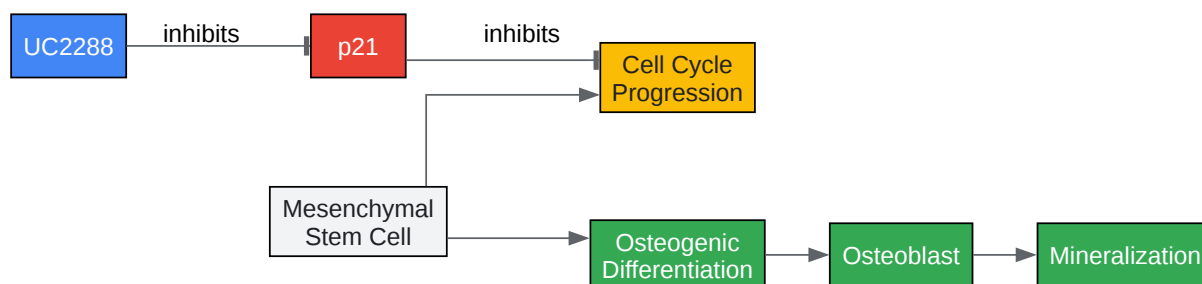 UC2288
inhibits
p21
inhibits
Cell Cycle
Progression
Mesenchymal
Stem Cell
Osteogenic
Differentiation
Osteoblast
Mineralization